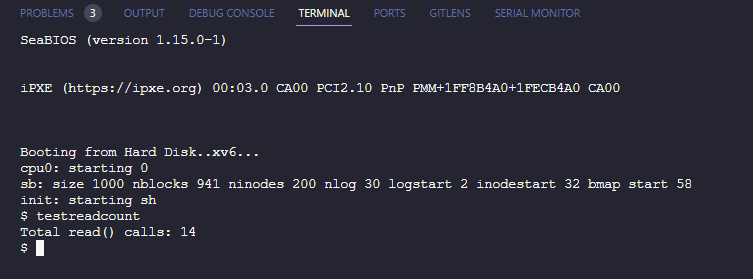 PROBLEMS 3 OUTPUT DEBUG CONSOLE TERMINAL PORTS GITLENS SERIAL MONITOR
SeaBIOS (version 1.15.0-1)
iPXE (https://ipxe.org) 00:03.0 CA00 PCI2.10 PnP PMM+1FF8B4A0+1FECB4A0 CA00
Booting from Hard Disk..xv6...
cpu0: starting 0
sb: size 1000 nblocks 941 ninodes 200 nlog 30 logstart 2 inodestart 32 bmap start 58
init: starting sh
$ testreadcount
Total read() calls: 14
$